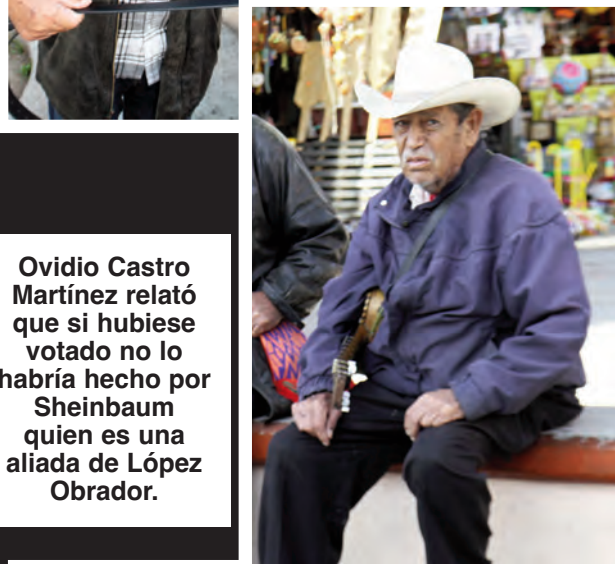 Ovidio Castro
Martínez relató
que si hubiese
votado no lo
habría hecho por
Sheinbaum
quien es una
aliada de López
Obrador.